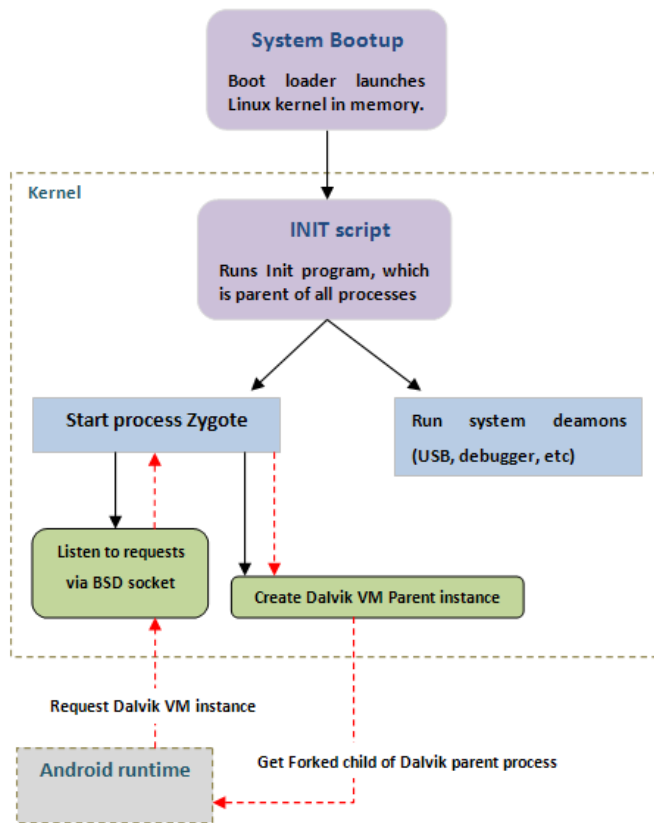 System Bootup
Boot loader launches
Linux kernel in memory.
Kernel
INIT script
Runs Init program, which
is parent of all processes
Start process Zygote
Run system deamons
(USB, debugger, etc)
Listen to requests
via BSD socket
Create Dalvik VM Parent instance
Request Dalvik VM instance
Get Forked child of Dalvik parent process
Android runtime